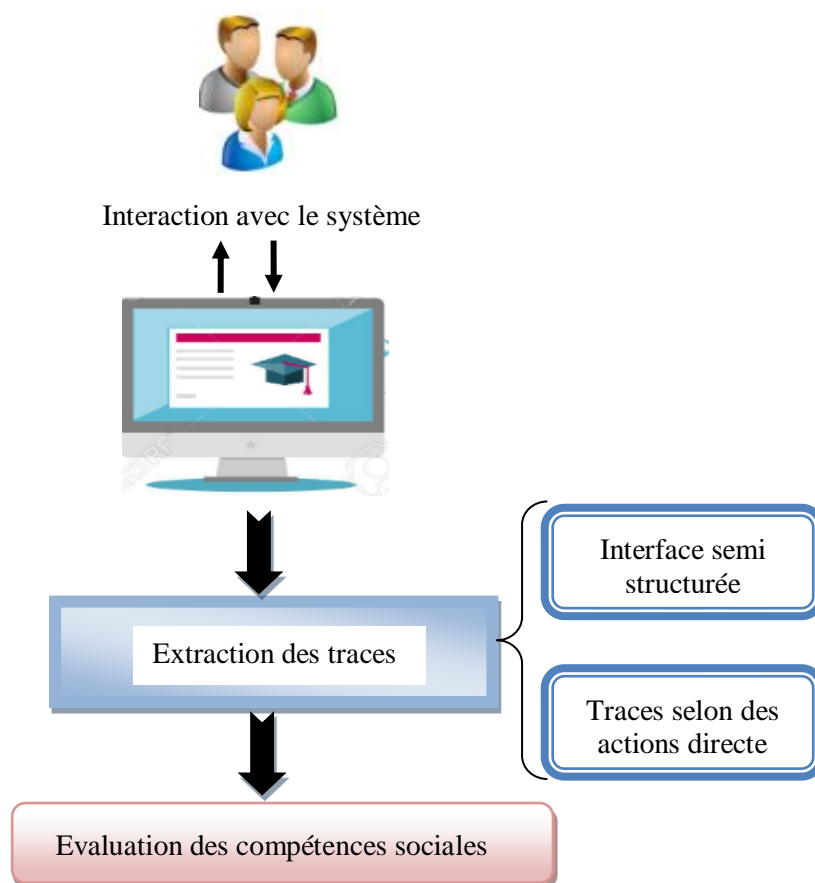 Interaction avec le système
Interface semi
structurée
Extraction des traces
Traces selon des
actions directe
Evaluation des compétences sociales